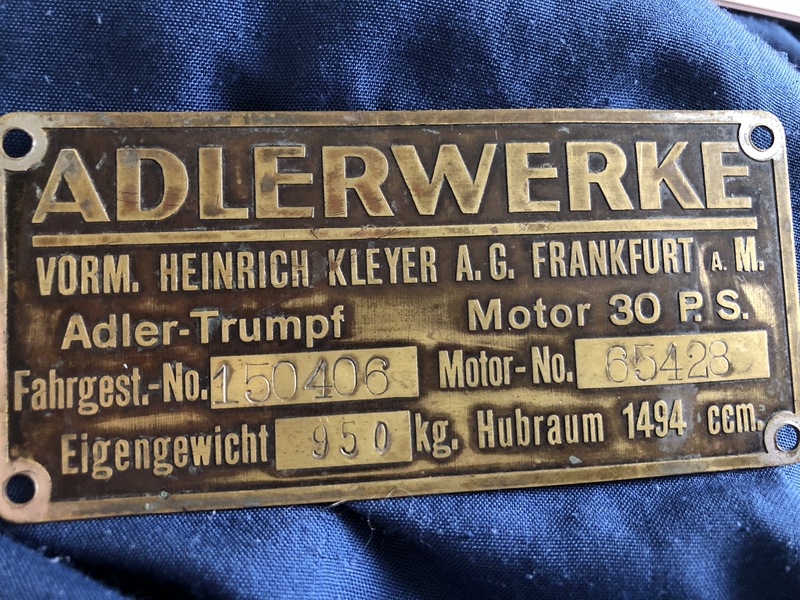 ADLERWERKE
VORM. HEINRICH KLEYER A.G. FRANKFURT A. M.
Adler-Trumpf Motor 30 P.S.
Fahrgest.-No. 150406 Motor-No. 65428
Eigengewicht 950 kg. Hubraum 1494 ccm.